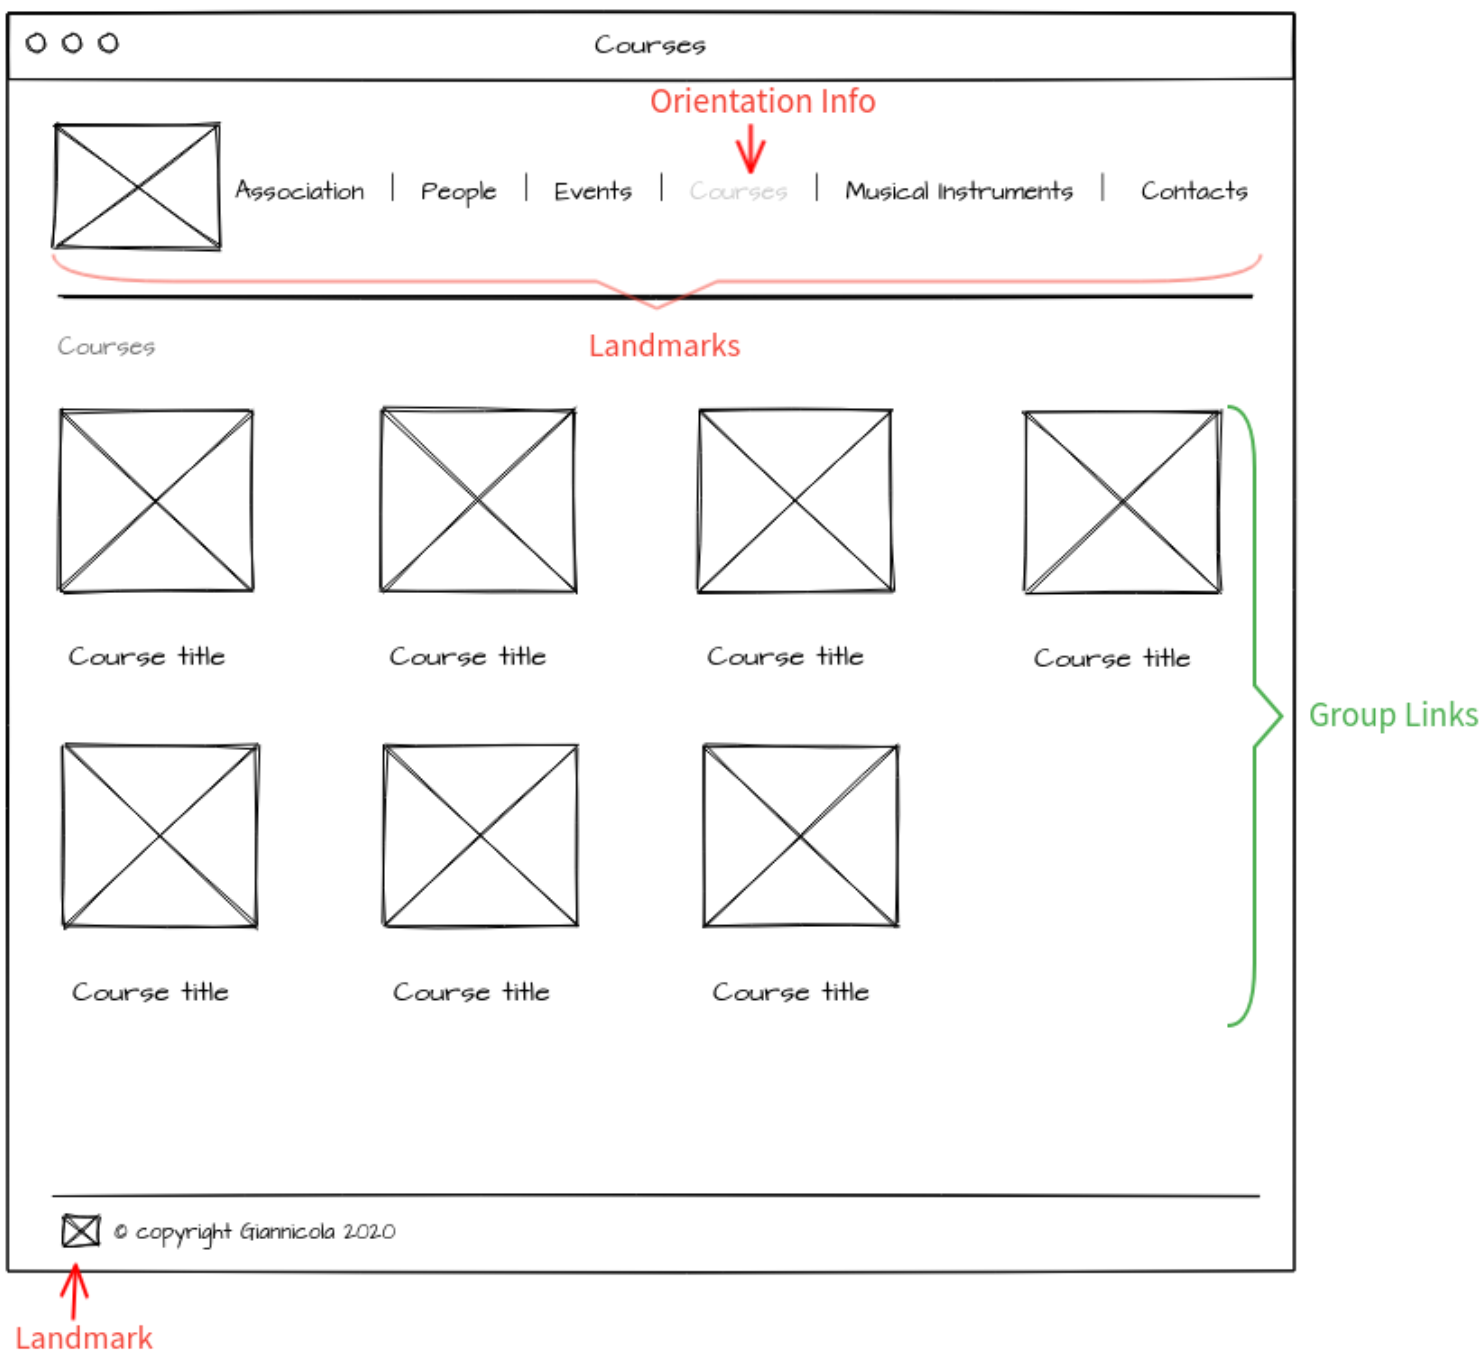 Courses
Orientation Info
Association | People | Events | Courses | Musical Instruments | Contacts
Courses
Landmarks
Course title Course title Course title Course title
Group Links
Course title Course title Course title
© copyright Giannicola 2020
Landmark